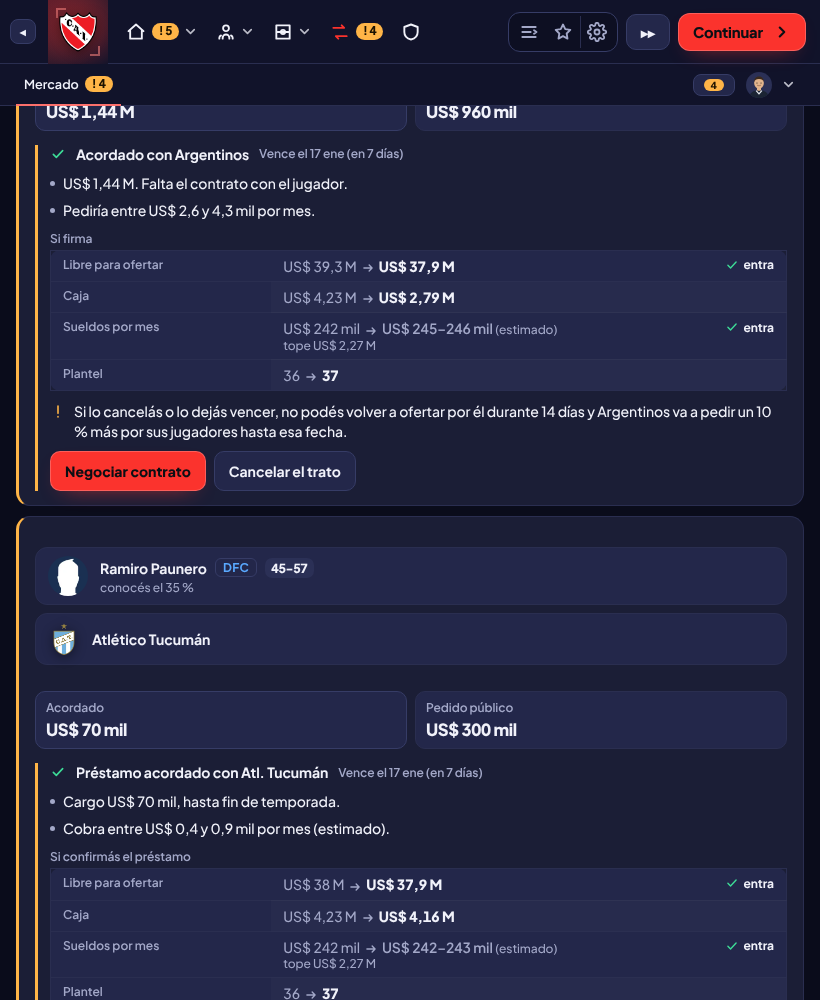 ! 5
! 4
Continuar
Mercado ! 4
4
US$ 1,44 M
US$ 960 mil
Acordado con Argentinos Vence el 17 ene (en 7 días)
US$ 1,44 M. Falta el contrato con el jugador.
Pediría entre US$ 2,6 y 4,3 mil por mes.
Si firma
Libre para ofertar US$ 39,3 M → US$ 37,9 M entra
Caja US$ 4,23 M → US$ 2,79 M
Sueldos por mes US$ 242 mil → US$ 245–246 mil (estimado) entra
tope US$ 2,27 M
Plantel 36 → 37
! Si lo cancelás o lo dejás vencer, no podés volver a ofertar por él durante 14 días y Argentinos va a pedir un 10
% más por sus jugadores hasta esa fecha.
Negociar contrato Cancelar el trato
Ramiro Paunero DFC 45–57
conocés el 35 %
Atlético Tucumán
Acordado
US$ 70 mil
Pedido público
US$ 300 mil
Préstamo acordado con Atl. Tucumán Vence el 17 ene (en 7 días)
Cargo US$ 70 mil, hasta fin de temporada.
Cobra entre US$ 0,4 y 0,9 mil por mes (estimado).
Si confirmás el préstamo
Libre para ofertar US$ 38 M → US$ 37,9 M entra
Caja US$ 4,23 M → US$ 4,16 M
Sueldos por mes US$ 242 mil → US$ 242–243 mil (estimado) entra
tope US$ 2,27 M
Plantel 36 → 37